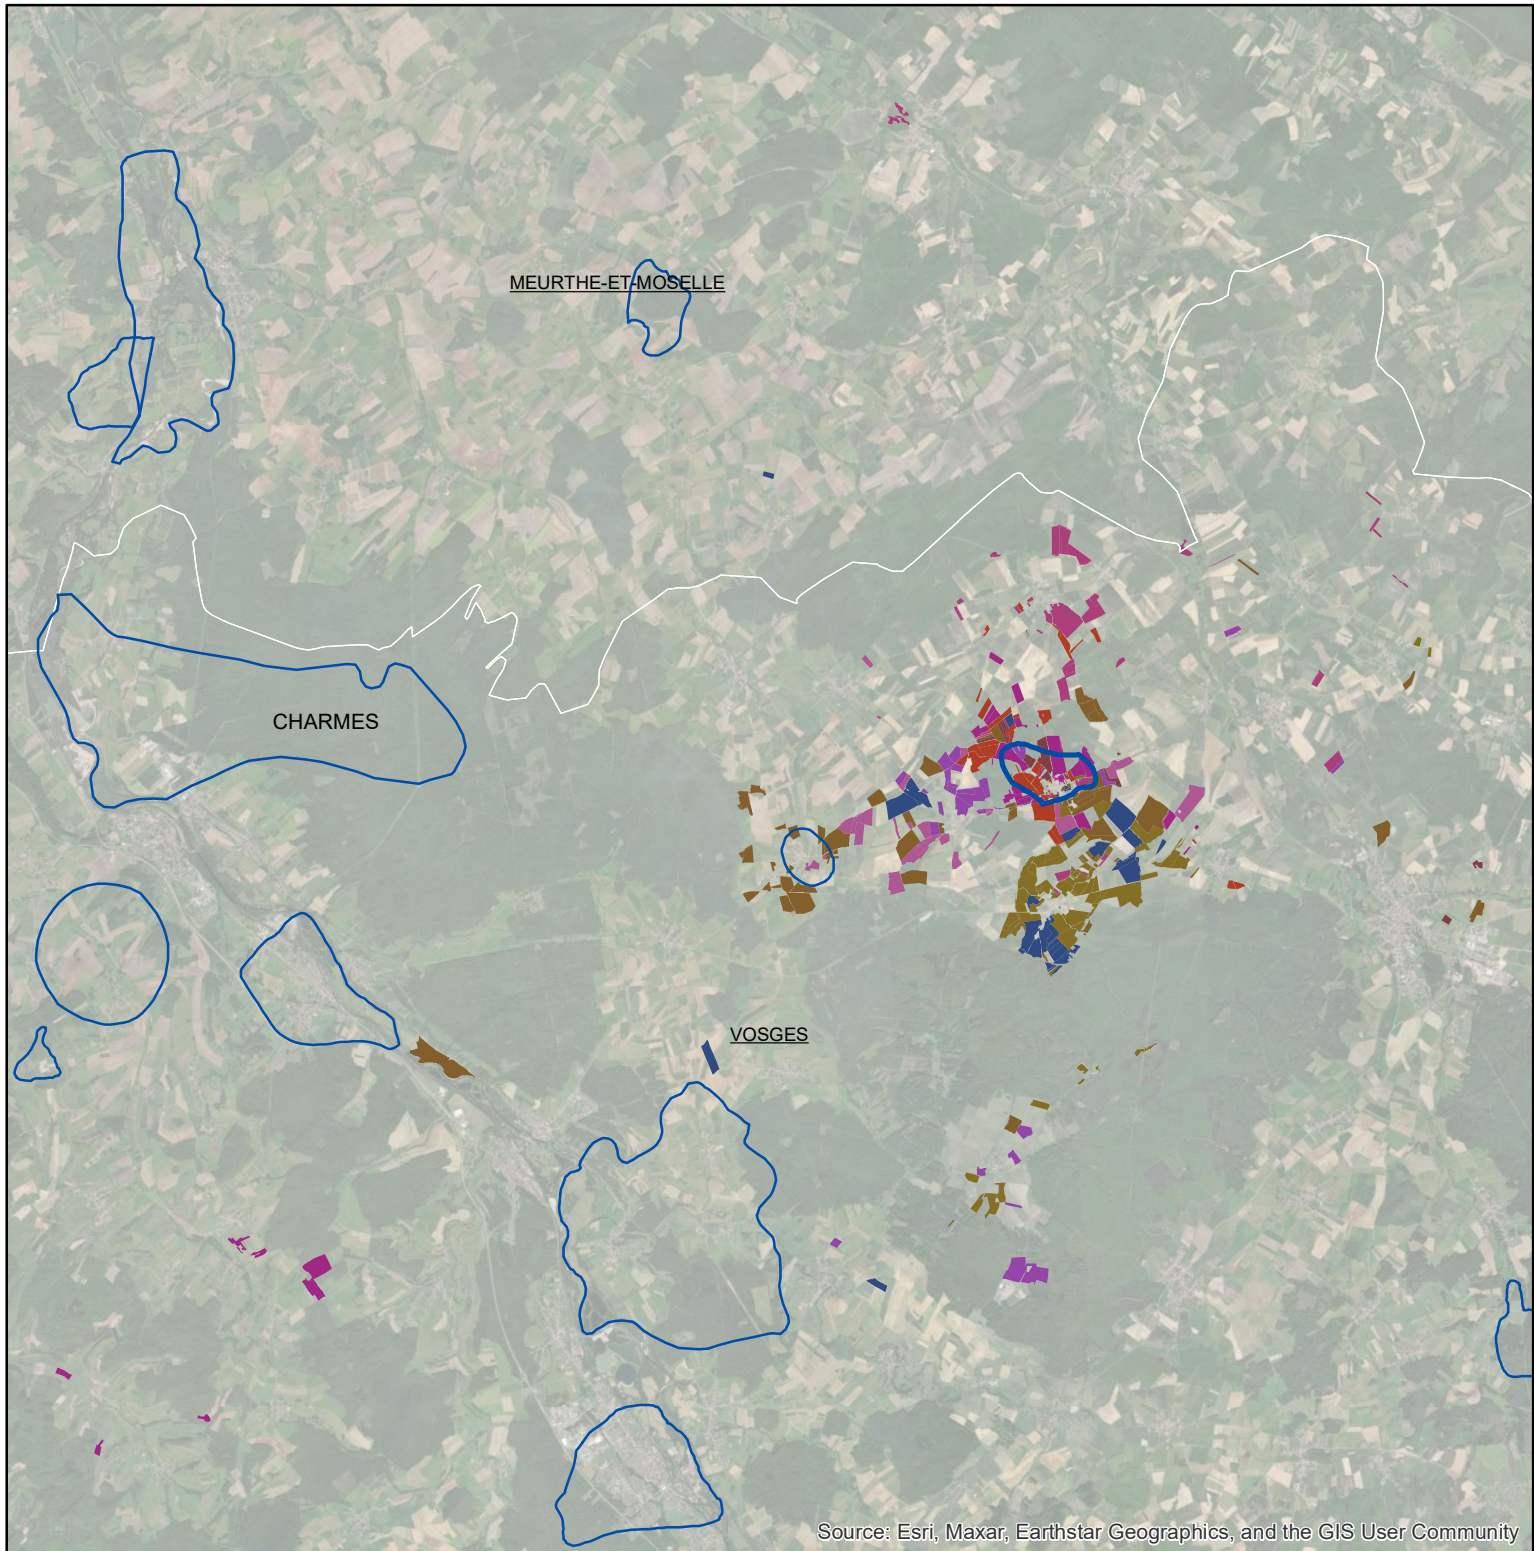 MEURTHE-ET-MOSELLE
CHARMES
VOSGES
Source: Esri, Maxar, Earthstar Geographics, and the GIS User Community